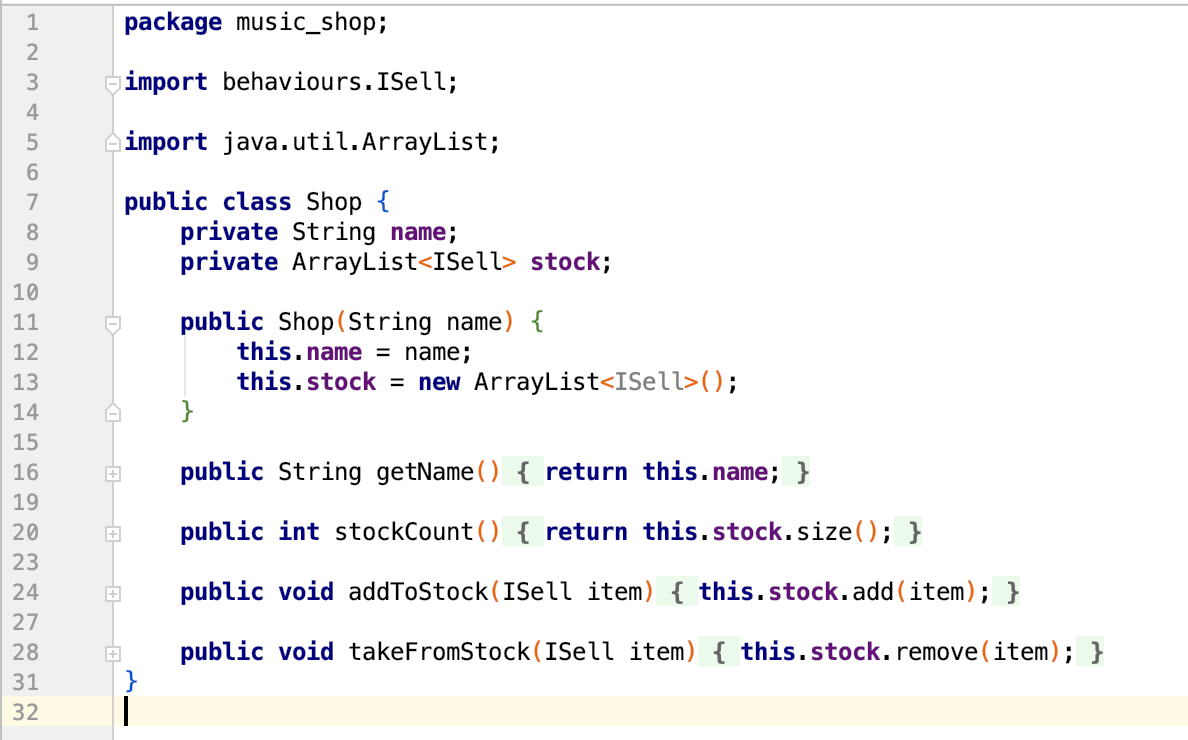 1 package music_shop;
2
3 import behaviours.ISell;
4
5 import java.util.ArrayList;
6
7 public class Shop {
8     private String name;
9     private ArrayList<ISell> stock;
10
11     public Shop(String name) {
12         this.name = name;
13         this.stock = new ArrayList<ISell>();
14     }
15
16     public String getName() { return this.name; }
19
20     public int stockCount() { return this.stock.size(); }
23
24     public void addToStock(ISell item) { this.stock.add(item); }
27
28     public void takeFromStock(ISell item) { this.stock.remove(item); }
31 }
32